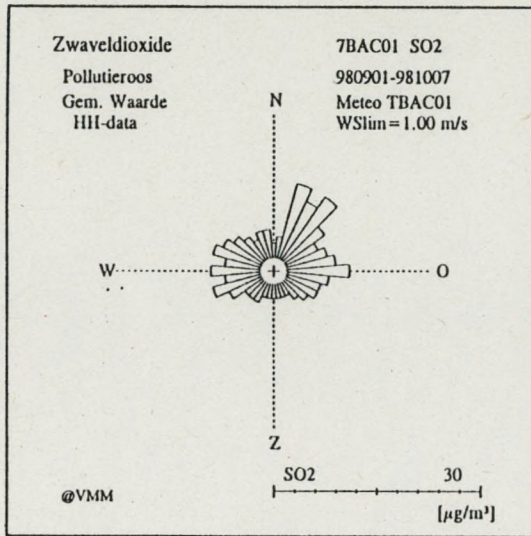 Zwaveldioxide 7BAC01 SO2
Pollutieroos 980901-981007
Gem. Waarde N Meteo TBAC01
HH-data WSlim=1.00 m/s
W O
Z
SO2 30
@VMM [µg/m³]